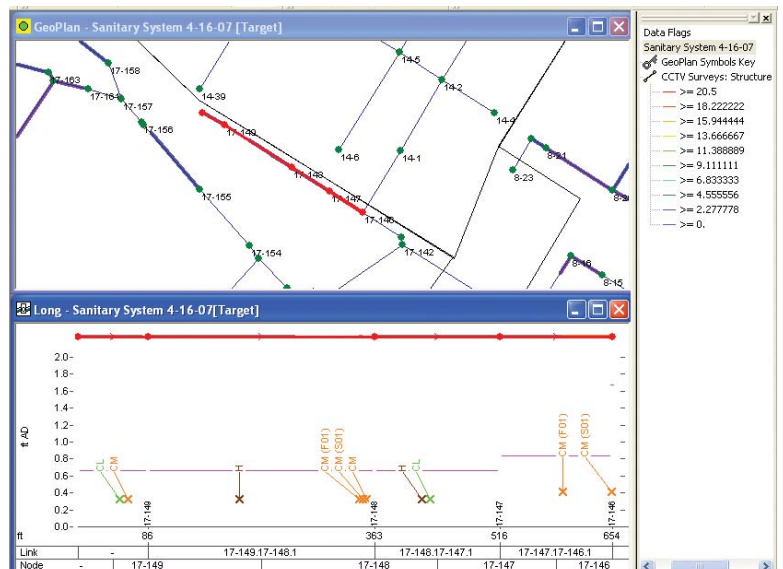 GeoPlan - Sanitary System 4-16-07 [Target]
17-158
17-163
17-161
17-157
17-156
14-39
17-149
17-148
17-147
17-146
17-142
17-155
17-154
14-5
14-2
14-4
14-6
14-1
8-21
8-23
8-16
8-15
Long - Sanitary System 4-16-07[Target]
ft AD
2.0
1.8
1.6
1.4
1.2
1.0
0.8
0.6
0.4
0.2
0.0
CL
CM
H
CM (F01)
CM (S01)
CM
H
CL
CM (F01)
CM (S01)
17-149
17-148
17-147
17-146
ft 86 363 516 654
Link - 17-149.17-148.1 17-148.17-147.1 17-147.17-146.1
Node - 17-149 17-148 17-147 17-146
Data Flags
Sanitary System 4-16-07
GeoPlan Symbols Key
CCTV Surveys: Structure
>= 20.5
>= 18.222222
>= 15.944444
>= 13.666667
>= 11.388889
>= 9.111111
>= 6.833333
>= 4.555556
>= 2.277778
>= 0.